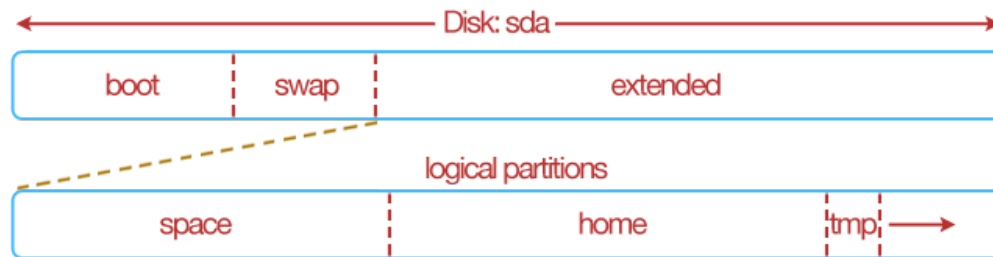 Disk: sda
boot swap extended
logical partitions
space home tmp